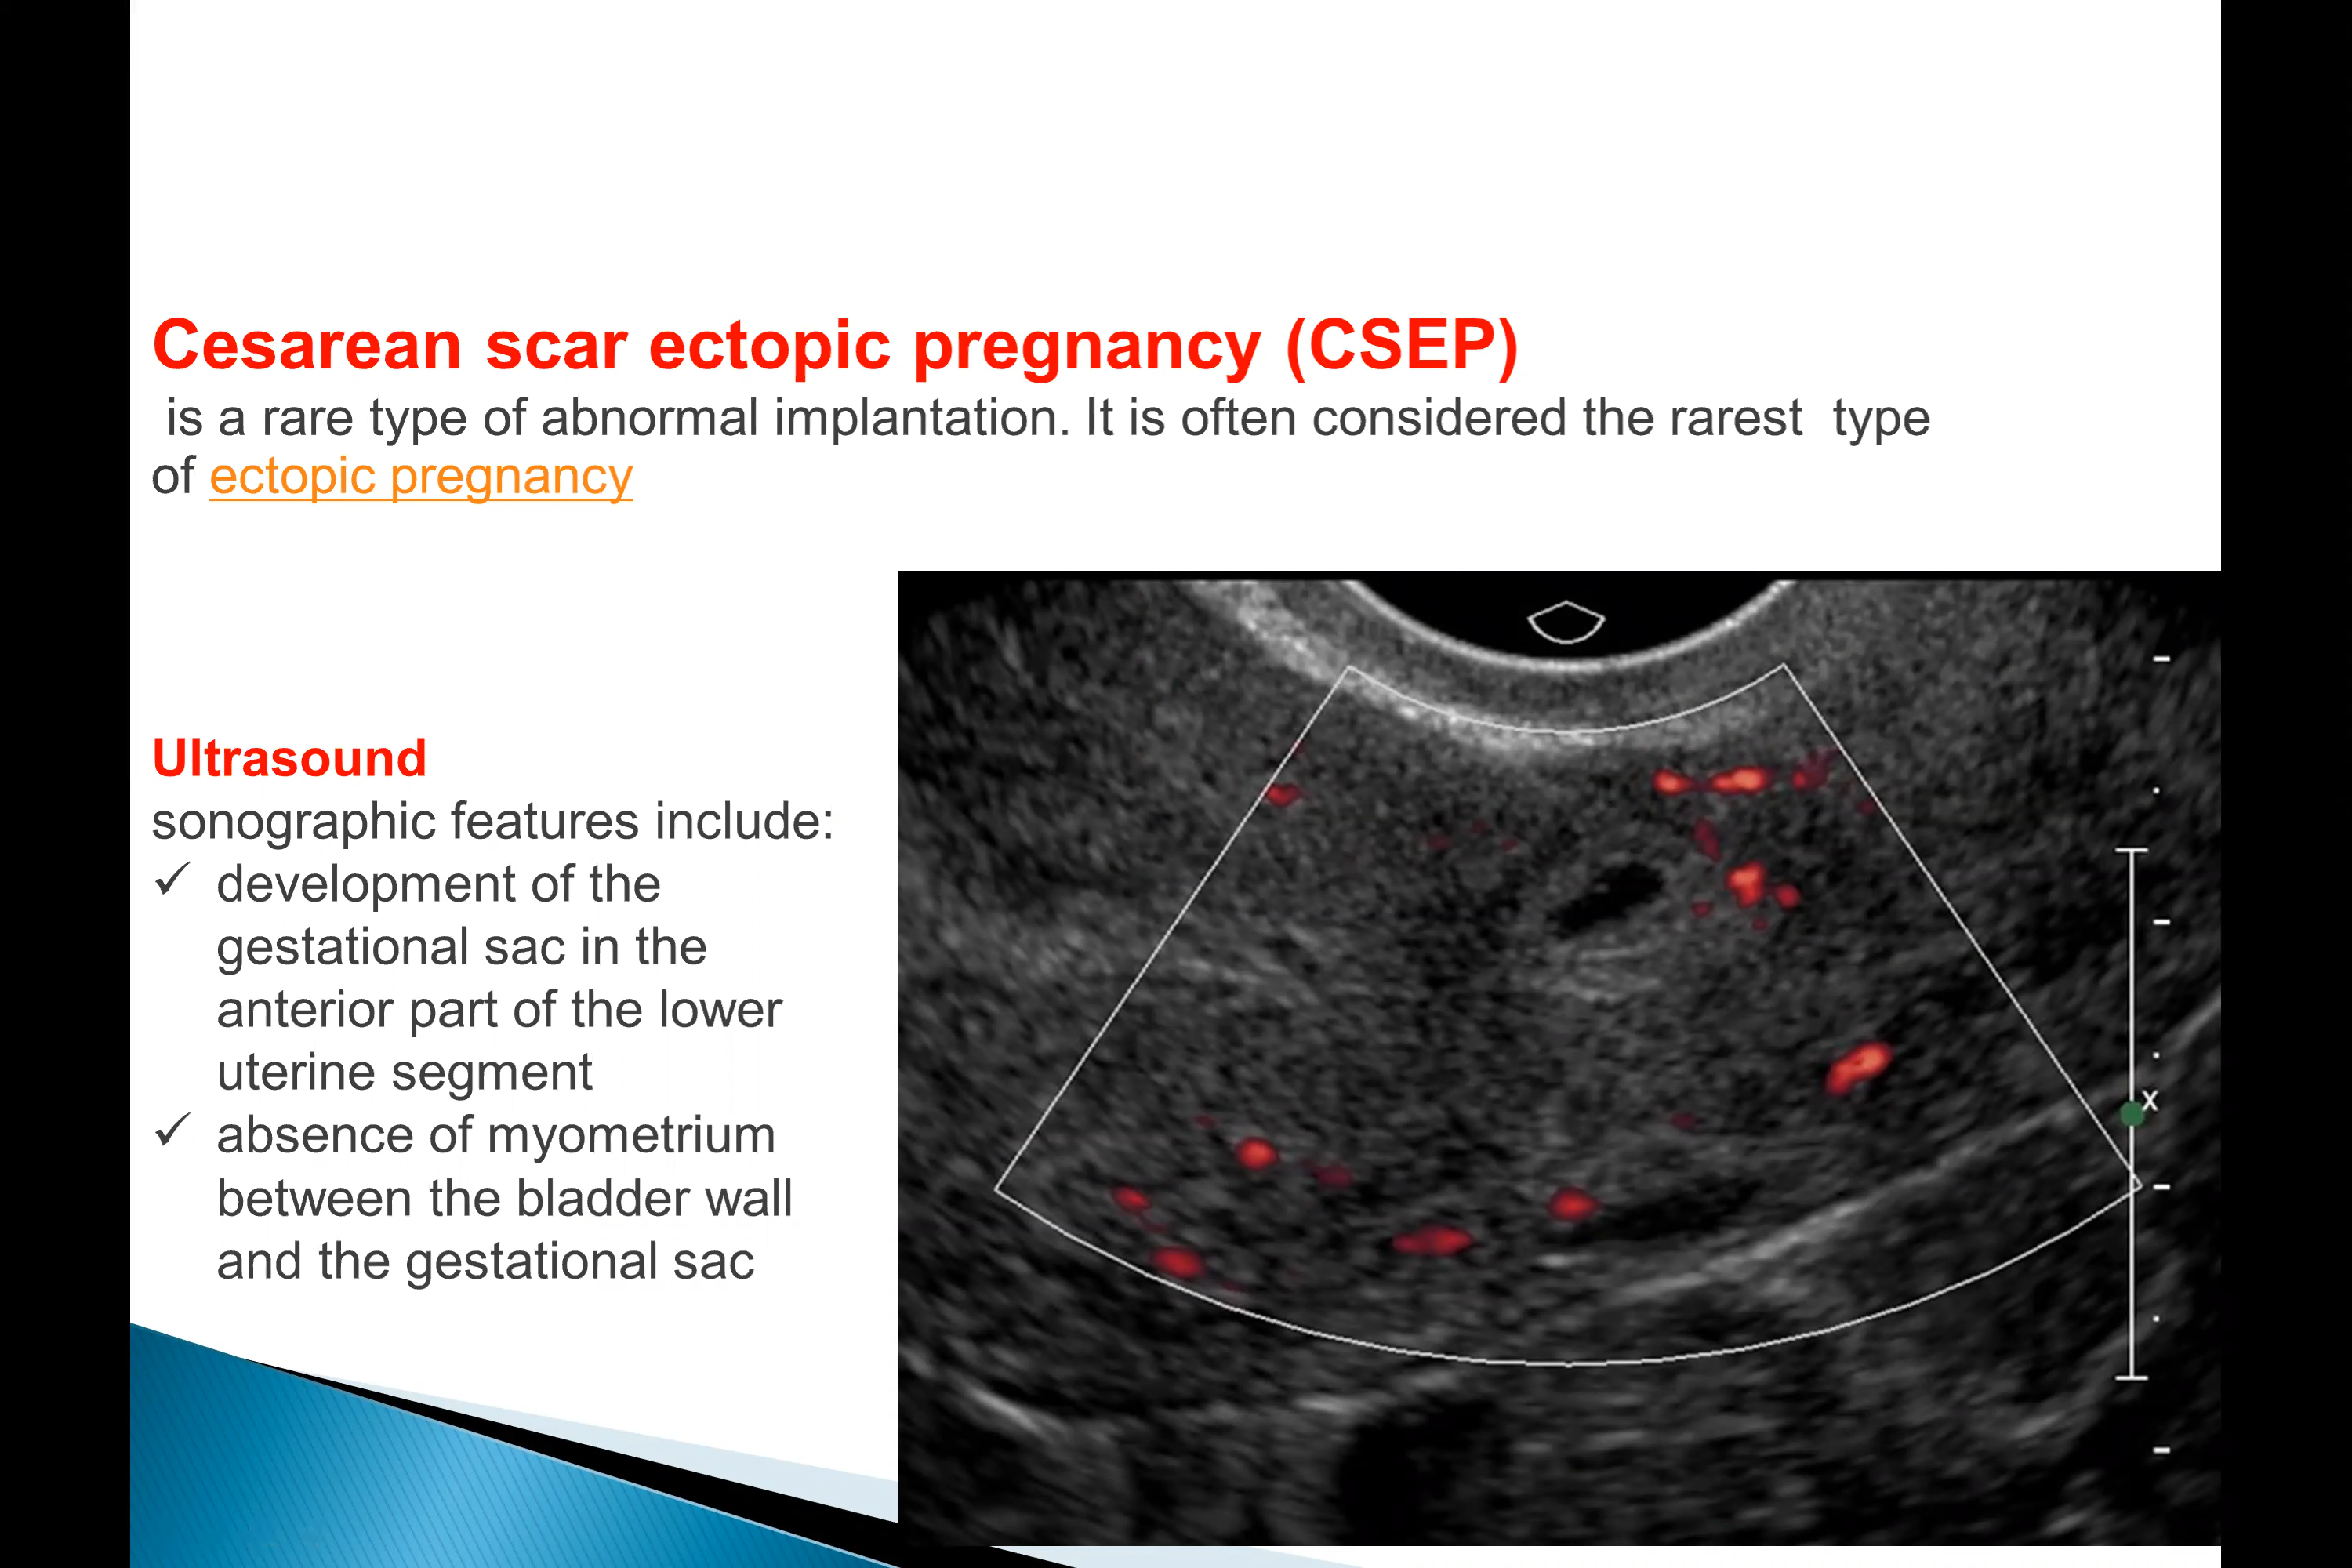 Cesarean scar ectopic pregnancy (CSEP)
is a rare type of abnormal implantation. It is often considered the rarest type
of ectopic pregnancy
Ultrasound
sonographic features include:
✓ development of the
gestational sac in the
anterior part of the lower
uterine segment
✓ absence of myometrium
between the bladder wall
and the gestational sac
x